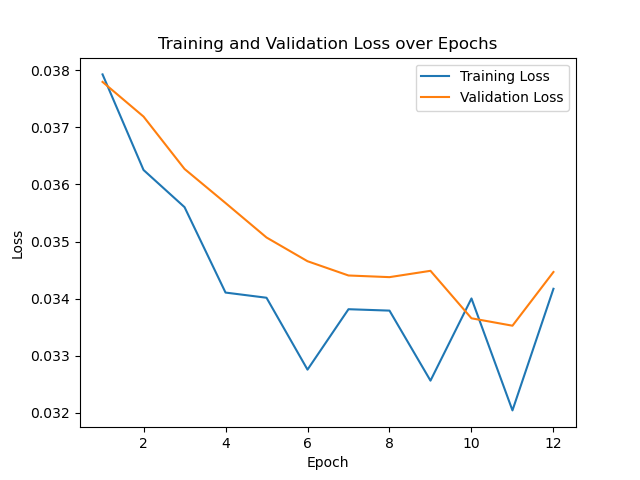 Training and Validation Loss over Epochs
Training Loss
Validation Loss
0.038
0.037
0.036
0.035
0.034
0.033
0.032
Loss
2 4 6 8 10 12
Epoch